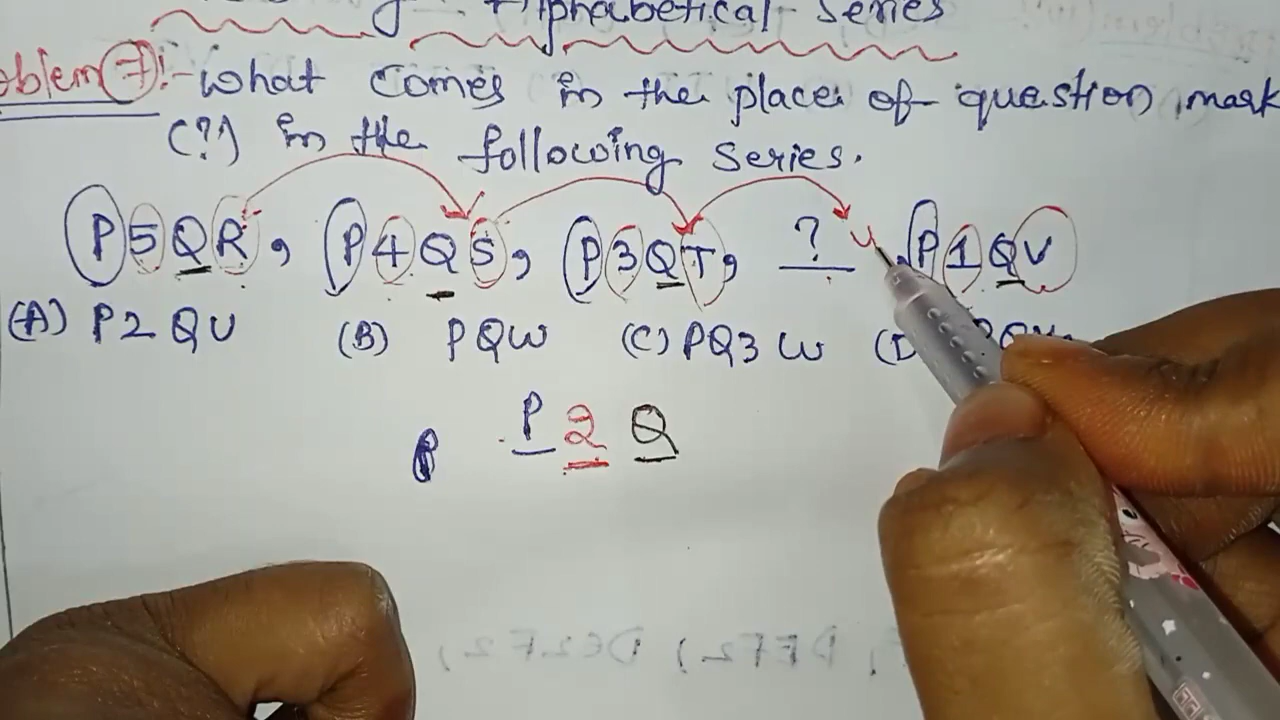 Alphabetical Series
Problem (7):- What comes in the place of question mark
(?) in the following series.
P5QR, P4QS, P3QT, ? U, P1QV
(A) P2QU (B) PQW (C) PQ3W (D
P 2 Q